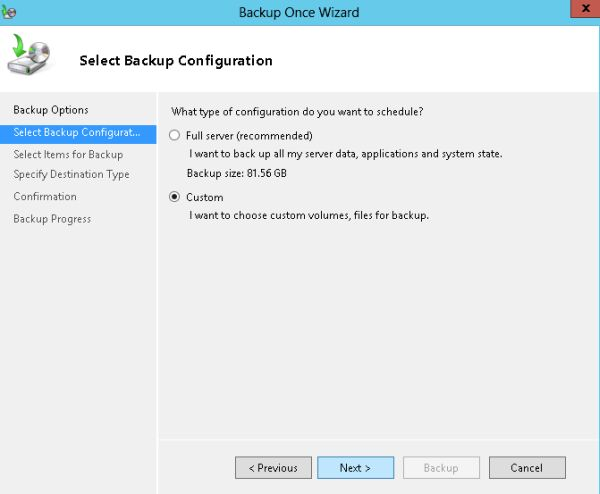 Backup Once Wizard
x
Select Backup Configuration
Backup Options
Select Backup Configurat...
Select Items for Backup
Specify Destination Type
Confirmation
Backup Progress
What type of configuration do you want to schedule?
Full server (recommended)
I want to back up all my server data, applications and system state.
Backup size: 81.56 GB
Custom
I want to choose custom volumes, files for backup.
< Previous
Next >
Backup
Cancel